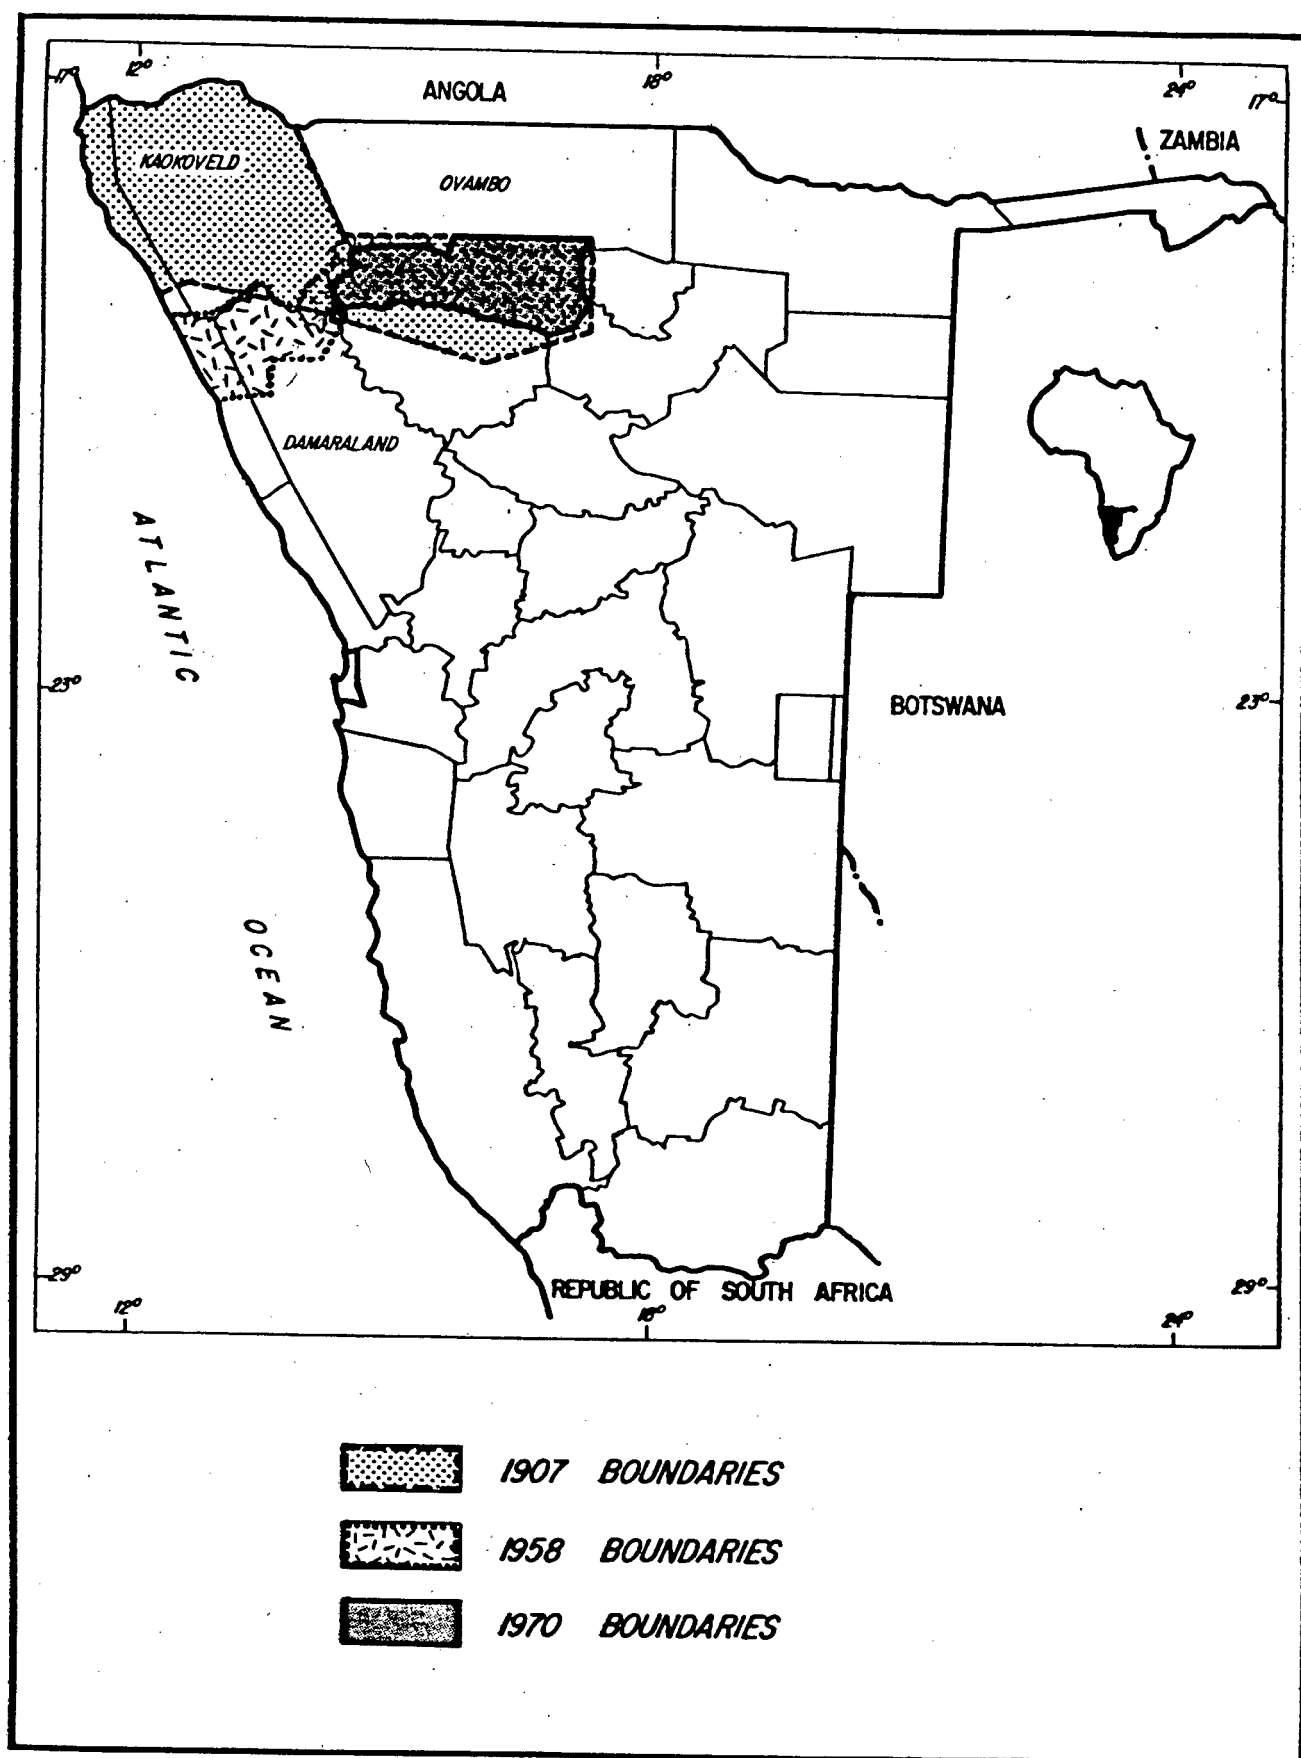 12°
18°
24°
17°
17°
ANGOLA
ZAMBIA
KAOKOVELD
OVAMBO
DAMARALAND
ATLANTIC
OCEAN
23°
23°
BOTSWANA
29°
29°
REPUBLIC OF SOUTH AFRICA
12°
18°
24°
1907 BOUNDARIES
1958 BOUNDARIES
1970 BOUNDARIES